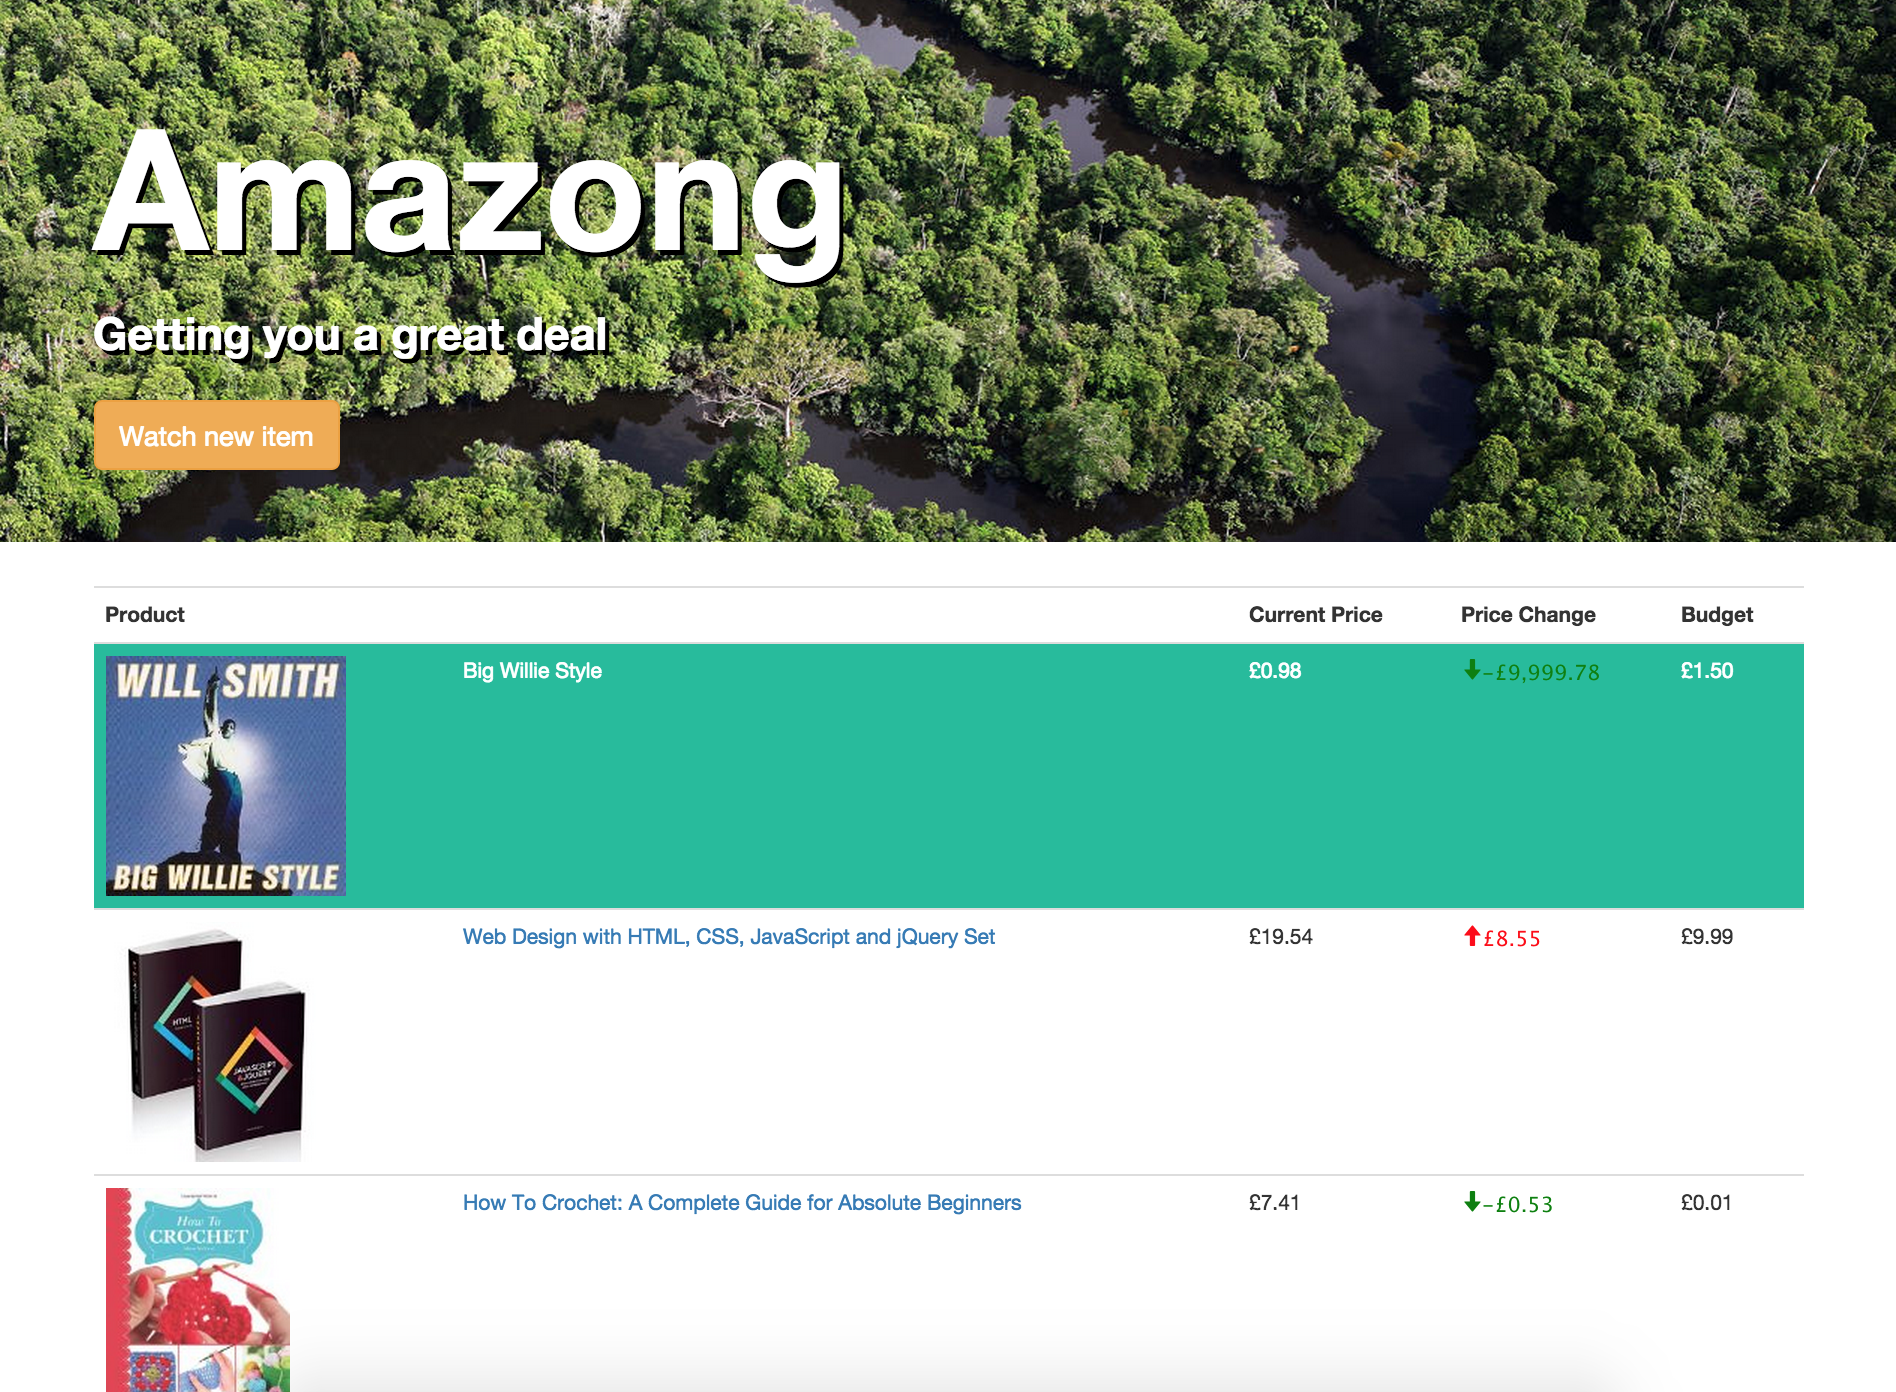 Amazong
Getting you a great deal
Watch new item
Product Current Price Price Change Budget
WILL SMITH
BIG WILLIE STYLE
Big Willie Style £0.98 -£9,999.78 £1.50
HTML
JAVASCRIPT
& JQUERY
Web Design with HTML, CSS, JavaScript and jQuery Set £19.54 £8.55 £9.99
How To
CROCHET
How To Crochet: A Complete Guide for Absolute Beginners £7.41 -£0.53 £0.01